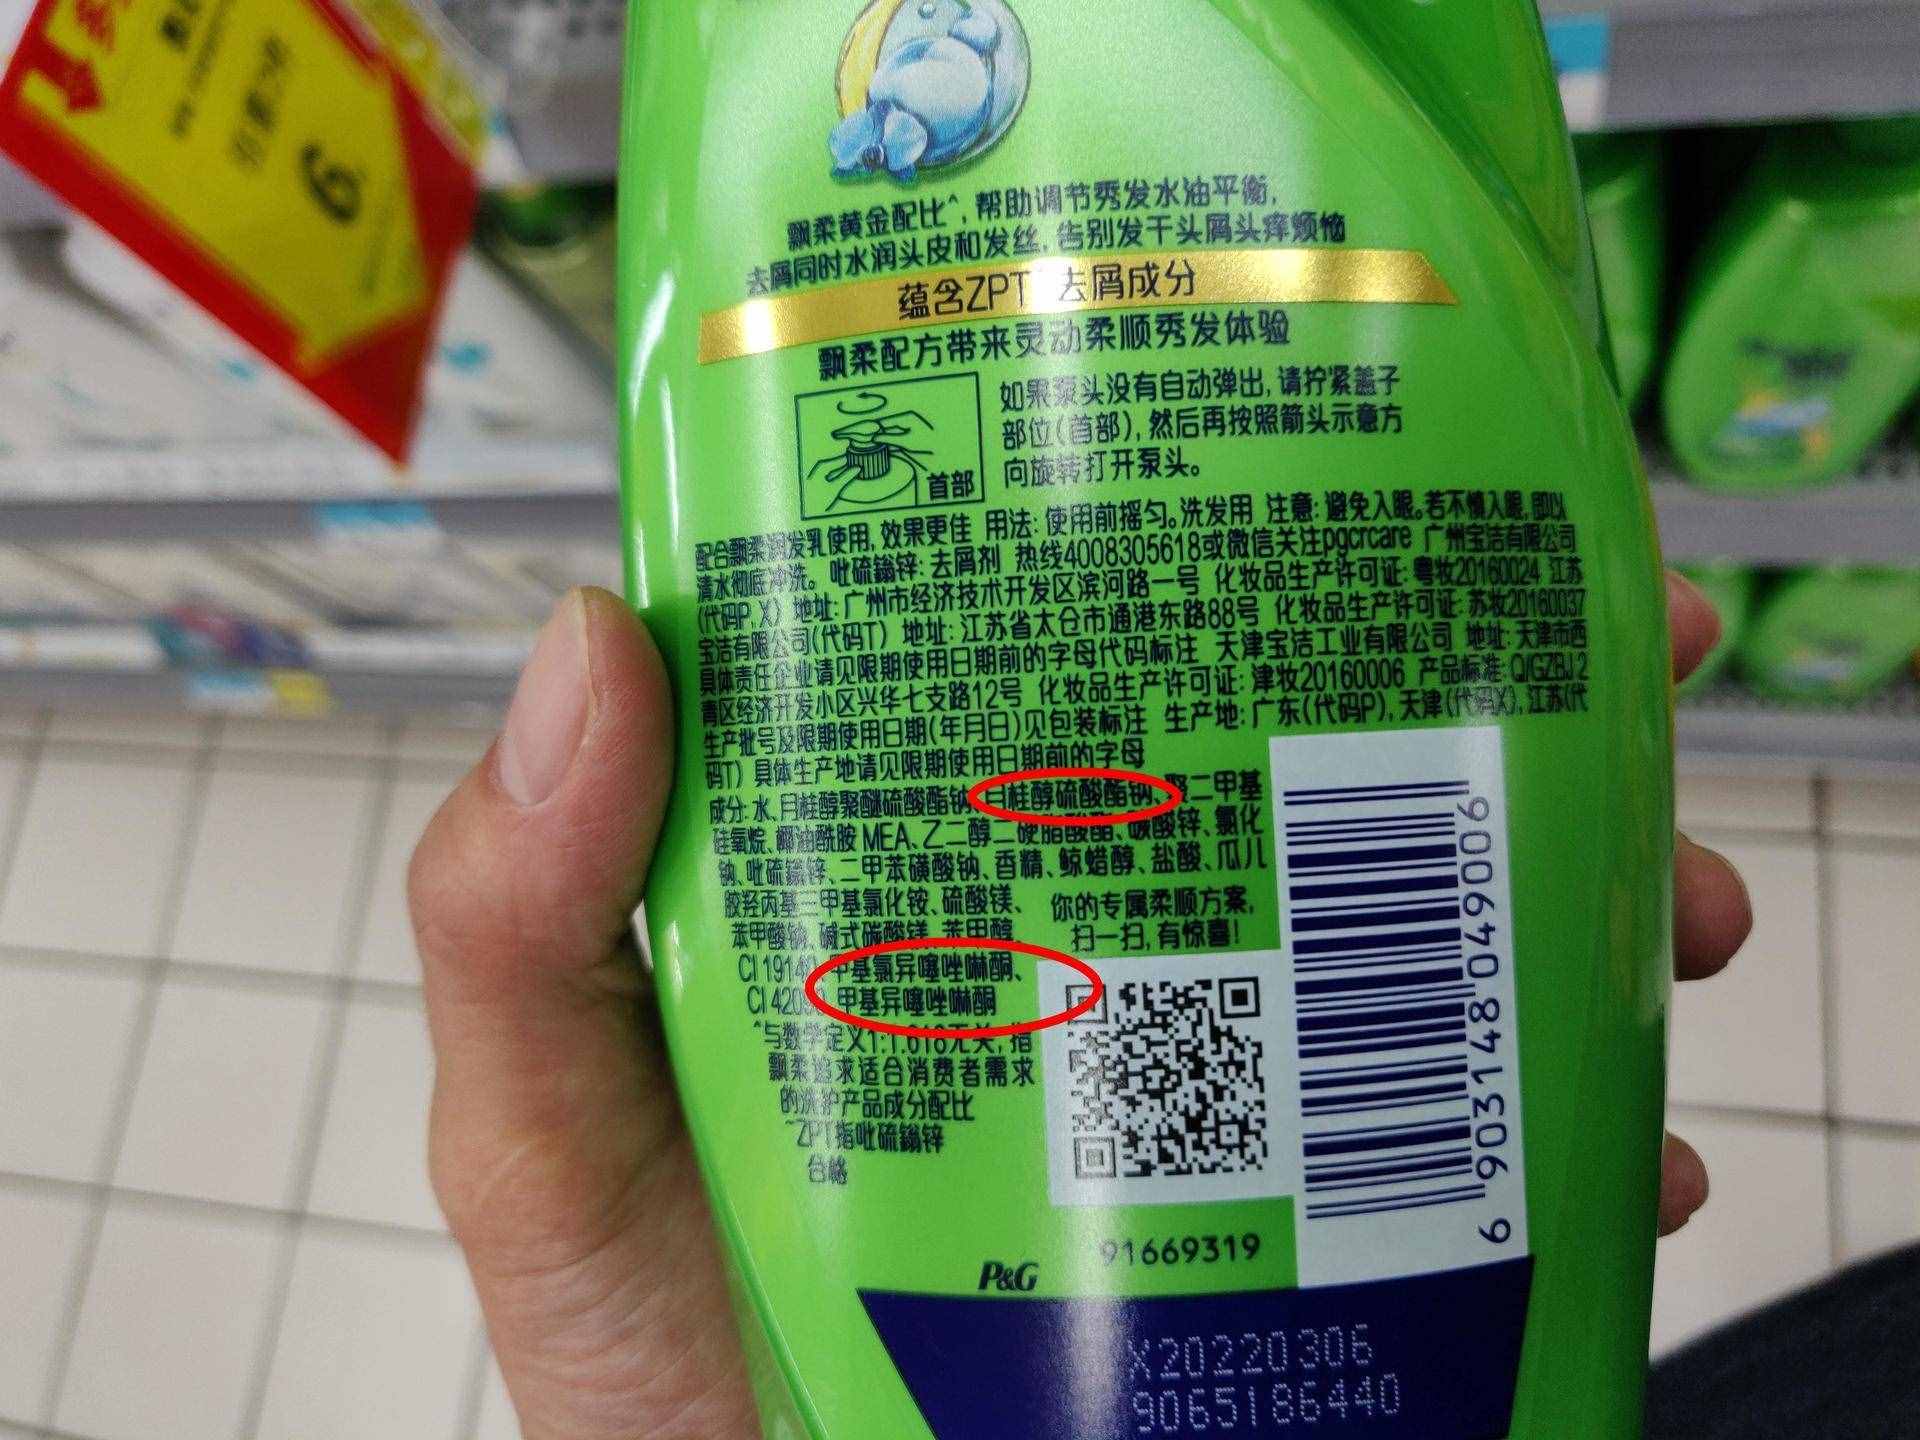 飘柔黄金配比^,帮助调节秀发水油平衡,
去屑同时水润头皮和发丝,告别发干头屑头痒烦恼
蕴含ZPT 去屑成分
飘柔配方带来灵动柔顺秀发体验
如果泵头没有自动弹出,请拧紧盖子
部位(首部),然后再按照箭头示意方
向旋转打开泵头。
首部
配合飘柔润发乳使用,效果更佳 用法:使用前摇匀。洗发用 注意:避免入眼。若不慎入眼,即以
清水彻底冲洗。吡硫鎓锌:去屑剂 热线4008305618或微信关注pgcrcare 广州宝洁有限公司
(代码P,X) 地址:广州市经济技术开发区滨河路一号 化妆品生产许可证:粤妆20160024 江苏
宝洁有限公司(代码T) 地址:江苏省太仓市通港东路88号 化妆品生产许可证:苏妆20160037
具体责任企业请见限期使用日期前的字母代码标注 天津宝洁工业有限公司 地址:天津市西
青区经济开发小区兴华七支路12号 化妆品生产许可证:津妆20160006 产品标准:Q/GZBJ 2
生产批号及限期使用日期(年月日)见包装标注 生产地:广东(代码P),天津(代码X),江苏(代
码T) 具体生产地请见限期使用日期前的字母
成分:水、月桂醇聚醚硫酸酯钠、月桂醇硫酸酯钠、聚二甲基
硅氧烷、椰油酰胺 MEA、乙二醇二硬脂酸酯、碳酸锌、氯化
钠、吡硫鎓锌、二甲苯磺酸钠、香精、鲸蜡醇、盐酸、瓜儿
胶羟丙基三甲基氯化铵、硫酸镁、
苯甲酸钠、碱式碳酸镁、苯甲醇、
CI 19140、甲基氯异噻唑啉酮、
CI 42090、甲基异噻唑啉酮
^与数学定义1:1.618无关,指
飘柔追求适合消费者需求
的洗护产品成分配比
ZPT指吡硫鎓锌
合格
你的专属柔顺方案,
扫一扫,有惊喜!
6 903148 049006
91669319
P&G
X20220306
9065186440